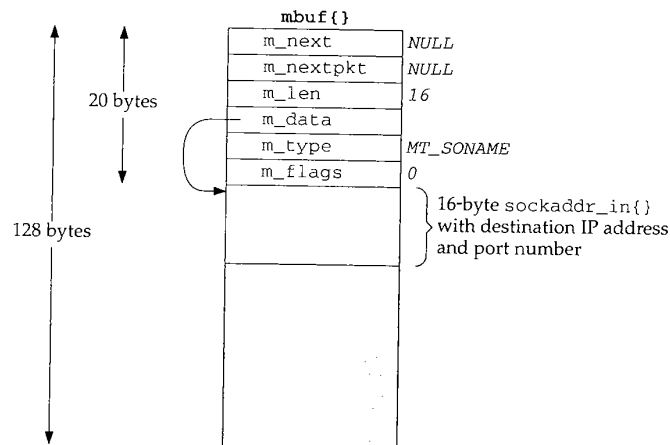 mbuf{}
m_next NULL
m_nextpkt NULL
m_len 16
20 bytes
m_data
m_type MT_SONAME
m_flags 0
16-byte sockaddr_in{}
with destination IP address
and port number
128 bytes